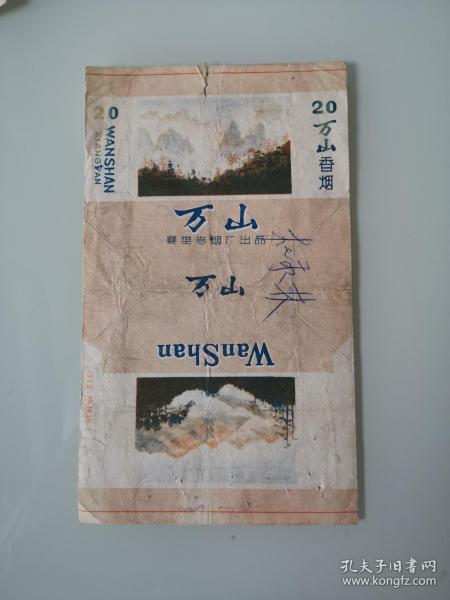 20
WANSHAN
XIANGYAN
20
万山
香烟
万山
襄樊卷烟厂出品
万山
WanShan
孔夫子旧书网
www.kongfz.com